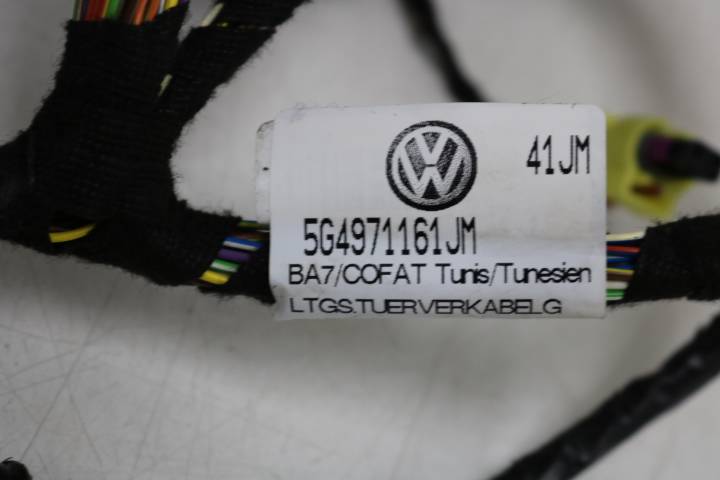 41JM
5G4971161JM
BA7/COFAT Tunis/Tunesien
LTGS.TUERVERKABELG